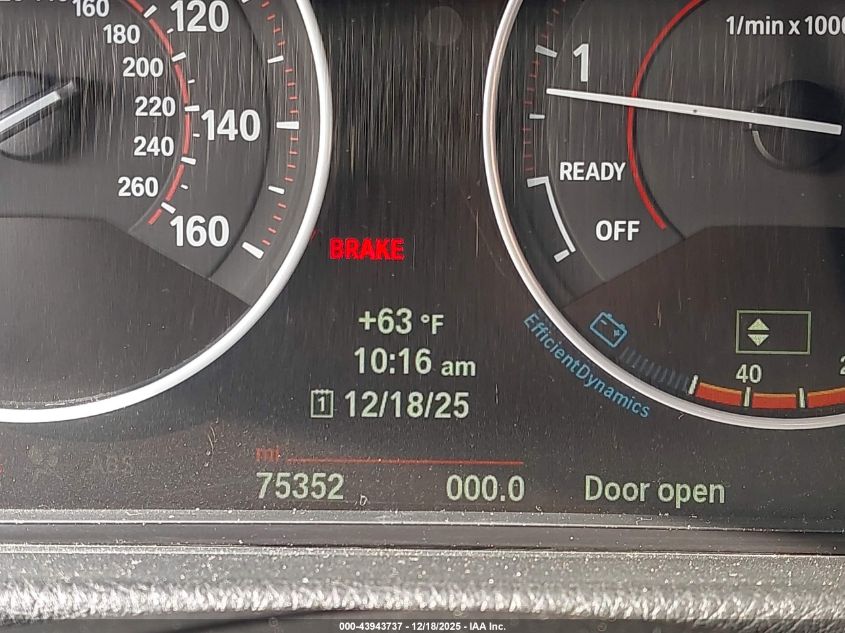 160
120
180
200
220
140
240
260
160
1/min x 1000
1
READY
OFF
BRAKE
+63 °F
10:16 am
1 12/18/25
EfficientDynamics
40
ABS
mi
75352 000.0 Door open
000-43943737 - 12/18/2025 - IAA Inc.